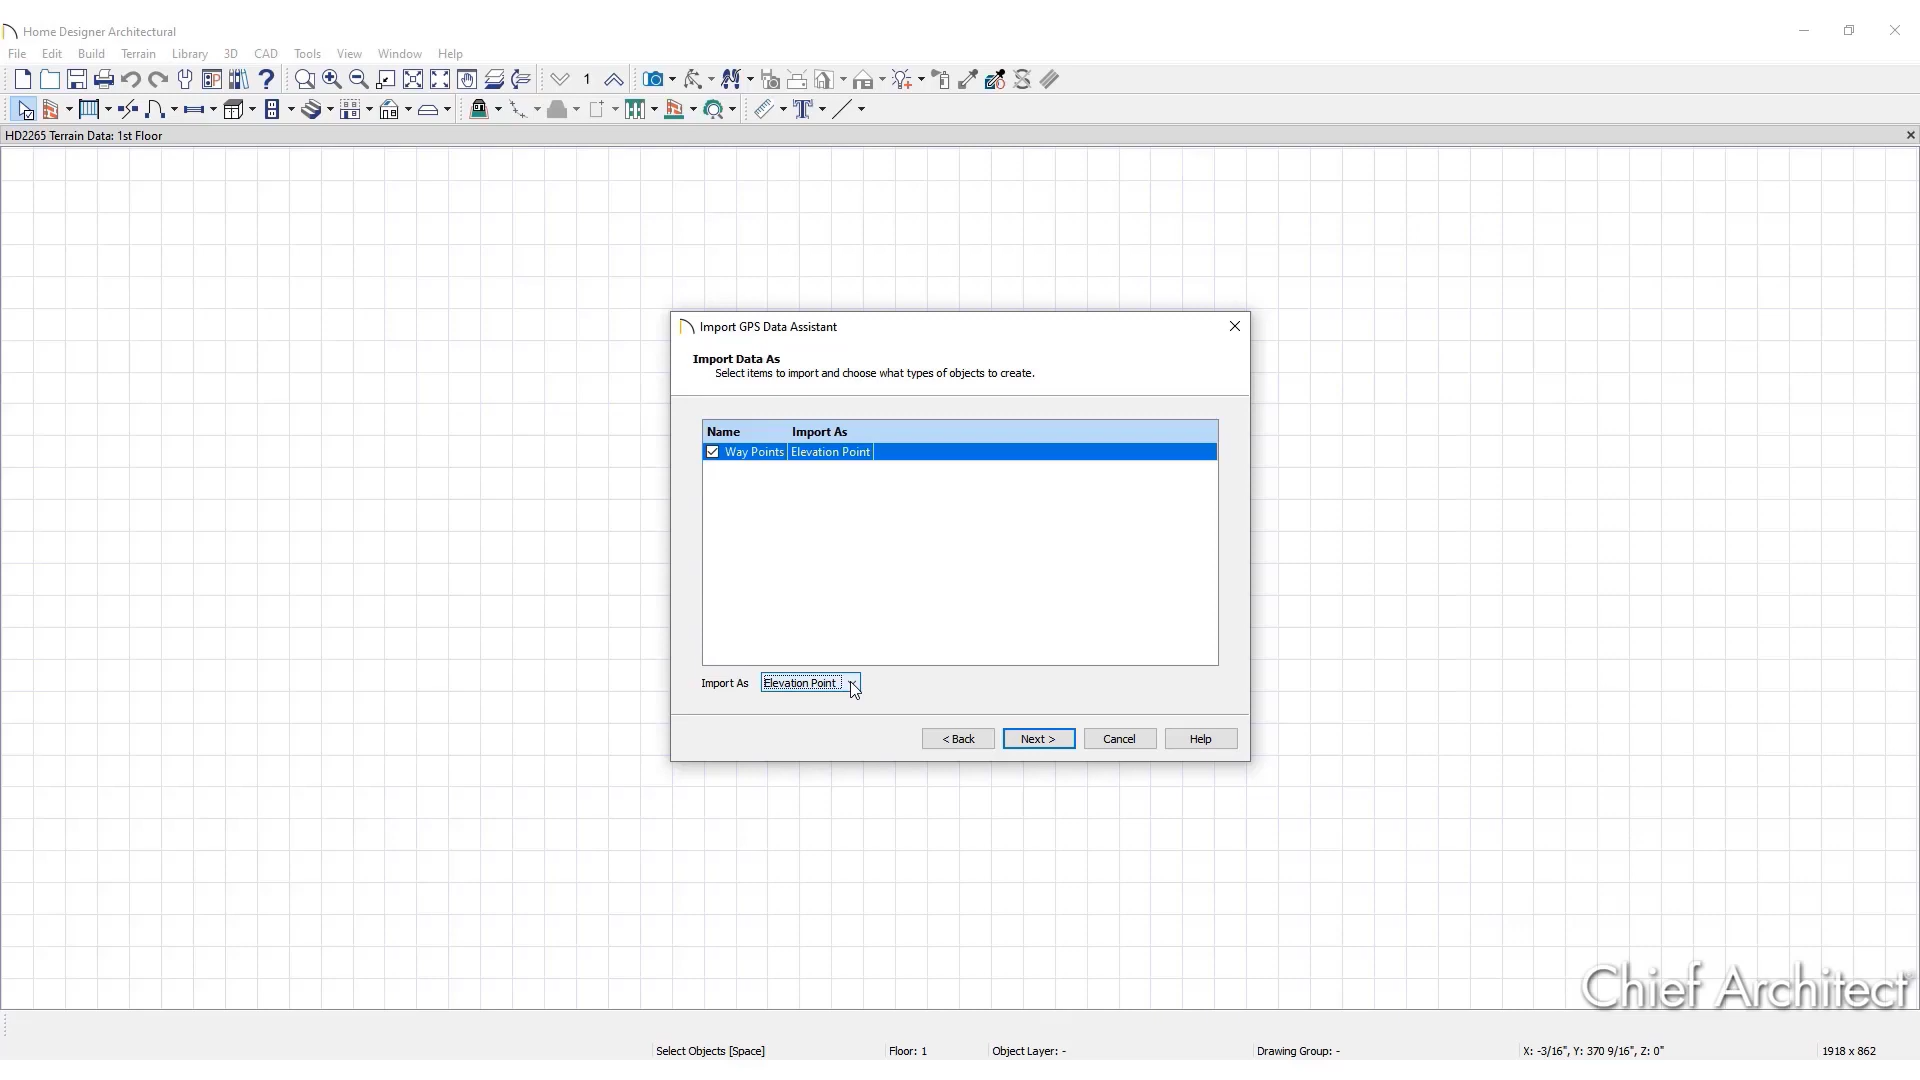 Home Designer Architectural
File Edit Build Terrain Library 3D CAD Tools View Window Help
1
HD2265 Terrain Data: 1st Floor
Import GPS Data Assistant
Import Data As
Select items to import and choose what types of objects to create.
Name Import As
Way Points Elevation Point
Import As Elevation Point
< Back Next > Cancel Help
Chief Architect
Select Objects [Space] Floor: 1 Object Layer: - Drawing Group: - X: -3/16", Y: 370 9/16", Z: 0" 1918 x 862